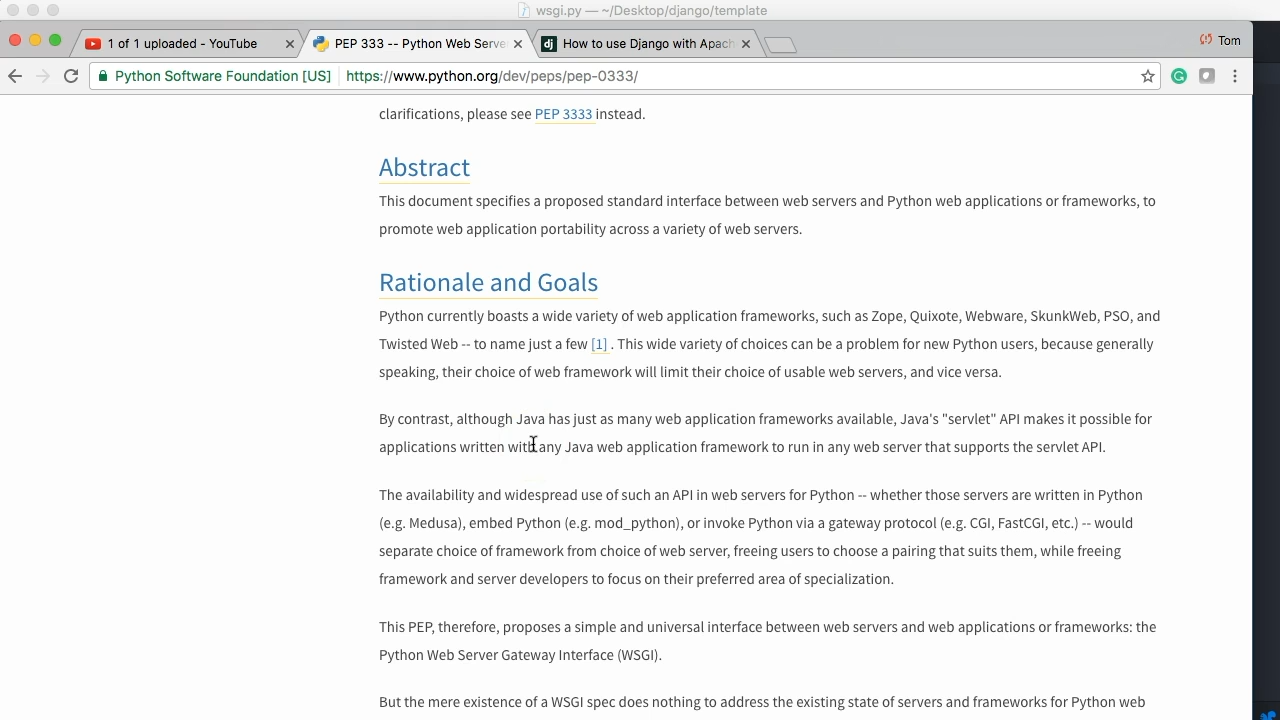 wsgi.py — ~/Desktop/django/template
1 of 1 uploaded - YouTube
PEP 333 -- Python Web Serve
How to use Django with Apach
Tom
Python Software Foundation [US]
https://www.python.org/dev/peps/pep-0333/
clarifications, please see PEP 3333 instead.
Abstract
This document specifies a proposed standard interface between web servers and Python web applications or frameworks, to
promote web application portability across a variety of web servers.
Rationale and Goals
Python currently boasts a wide variety of web application frameworks, such as Zope, Quixote, Webware, SkunkWeb, PSO, and
Twisted Web -- to name just a few [1] . This wide variety of choices can be a problem for new Python users, because generally
speaking, their choice of web framework will limit their choice of usable web servers, and vice versa.
By contrast, although Java has just as many web application frameworks available, Java's "servlet" API makes it possible for
applications written with any Java web application framework to run in any web server that supports the servlet API.
The availability and widespread use of such an API in web servers for Python -- whether those servers are written in Python
(e.g. Medusa), embed Python (e.g. mod_python), or invoke Python via a gateway protocol (e.g. CGI, FastCGI, etc.) -- would
separate choice of framework from choice of web server, freeing users to choose a pairing that suits them, while freeing
framework and server developers to focus on their preferred area of specialization.
This PEP, therefore, proposes a simple and universal interface between web servers and web applications or frameworks: the
Python Web Server Gateway Interface (WSGI).
But the mere existence of a WSGI spec does nothing to address the existing state of servers and frameworks for Python web